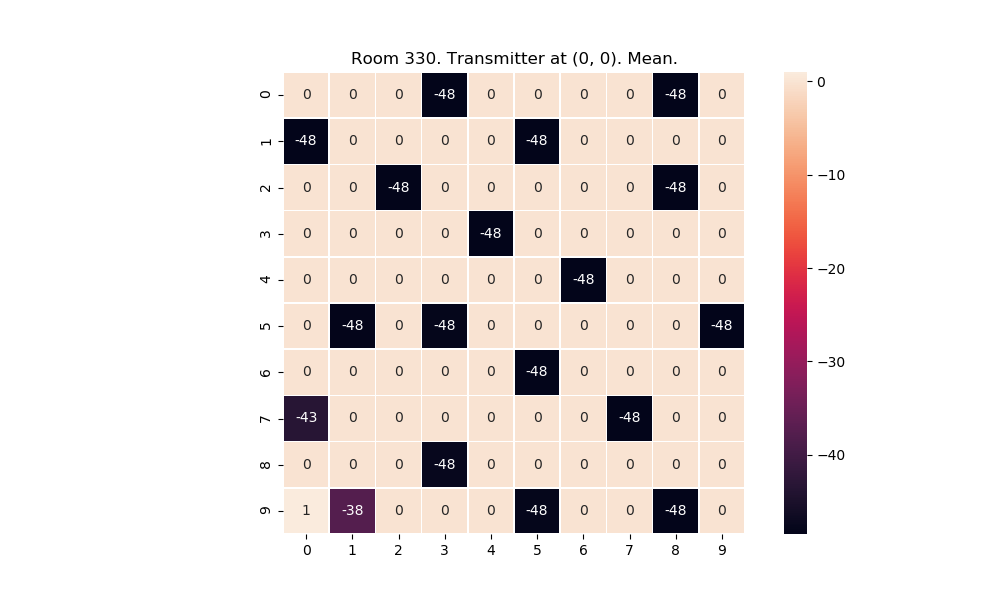 Room 330. Transmitter at (0, 0). Mean.
0 0 0 0 -48 0 0 0 0 -48 0
1 -48 0 0 0 0 -48 0 0 0 0
2 0 0 -48 0 0 0 0 0 -48 0
3 0 0 0 0 -48 0 0 0 0 0
4 0 0 0 0 0 0 -48 0 0 0
5 0 -48 0 -48 0 0 0 0 0 -48
6 0 0 0 0 0 -48 0 0 0 0
7 -43 0 0 0 0 0 0 -48 0 0
8 0 0 0 -48 0 0 0 0 0 0
9 1 -38 0 0 0 -48 0 0 -48 0
0 1 2 3 4 5 6 7 8 9
0
−10
−20
−30
−40